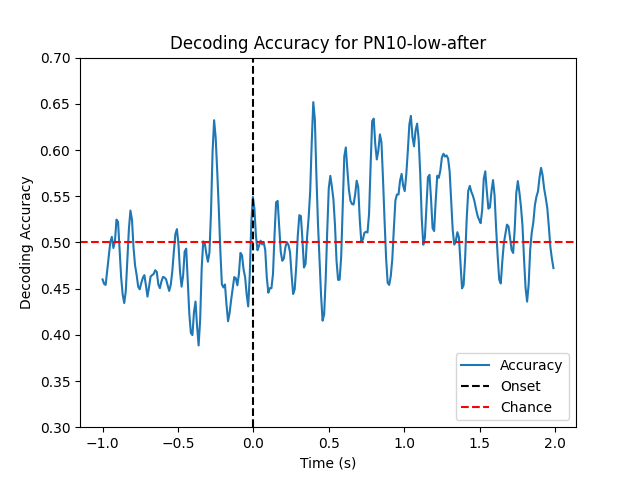 Decoding Accuracy for PN10-low-after
Decoding Accuracy
0.70
0.65
0.60
0.55
0.50
0.45
0.40
0.35
0.30
Accuracy
Onset
Chance
−1.0 −0.5 0.0 0.5 1.0 1.5 2.0
Time (s)